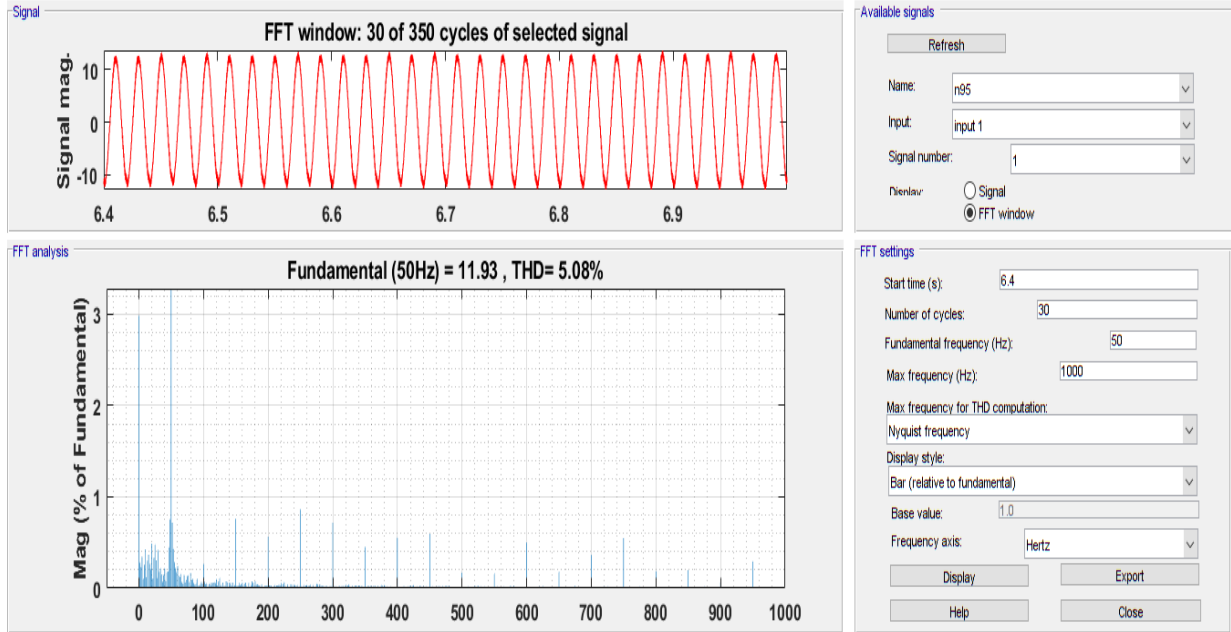 Signal
FFT window: 30 of 350 cycles of selected signal
Signal mag.
10
0
-10
6.4 6.5 6.6 6.7 6.8 6.9
Available signals
Refresh
Name: n95
Input: input 1
Signal number: 1
Display: Signal
FFT window
FFT analysis
Fundamental (50Hz) = 11.93 , THD= 5.08%
Mag (% of Fundamental)
3
2
1
0
0 100 200 300 400 500 600 700 800 900 1000
FFT settings
Start time (s): 6.4
Number of cycles: 30
Fundamental frequency (Hz): 50
Max frequency (Hz): 1000
Max frequency for THD computation:
Nyquist frequency
Display style:
Bar (relative to fundamental)
Base value: 1.0
Frequency axis: Hertz
Display Export
Help Close